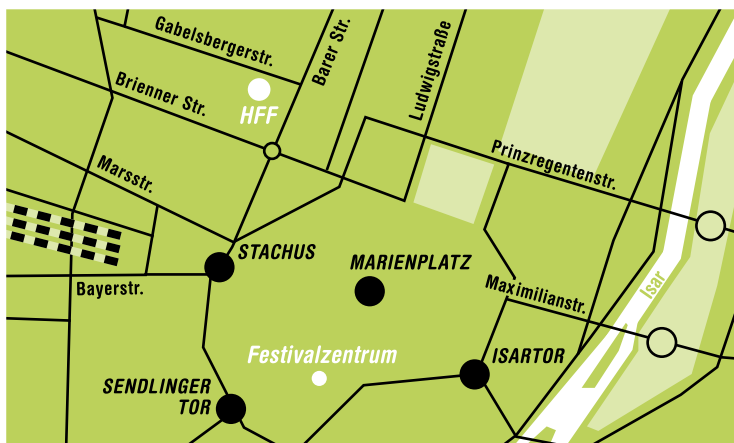 Gabelsbergerstr.
Barer Str.
Ludwigstraße
Brienner Str.
HFF
Prinzregentenstr.
Marsstr.
STACHUS
MARIENPLATZ
Bayerstr.
Maximilianstr.
Isar
Festivalzentrum
ISARTOR
SENDLINGER
TOR